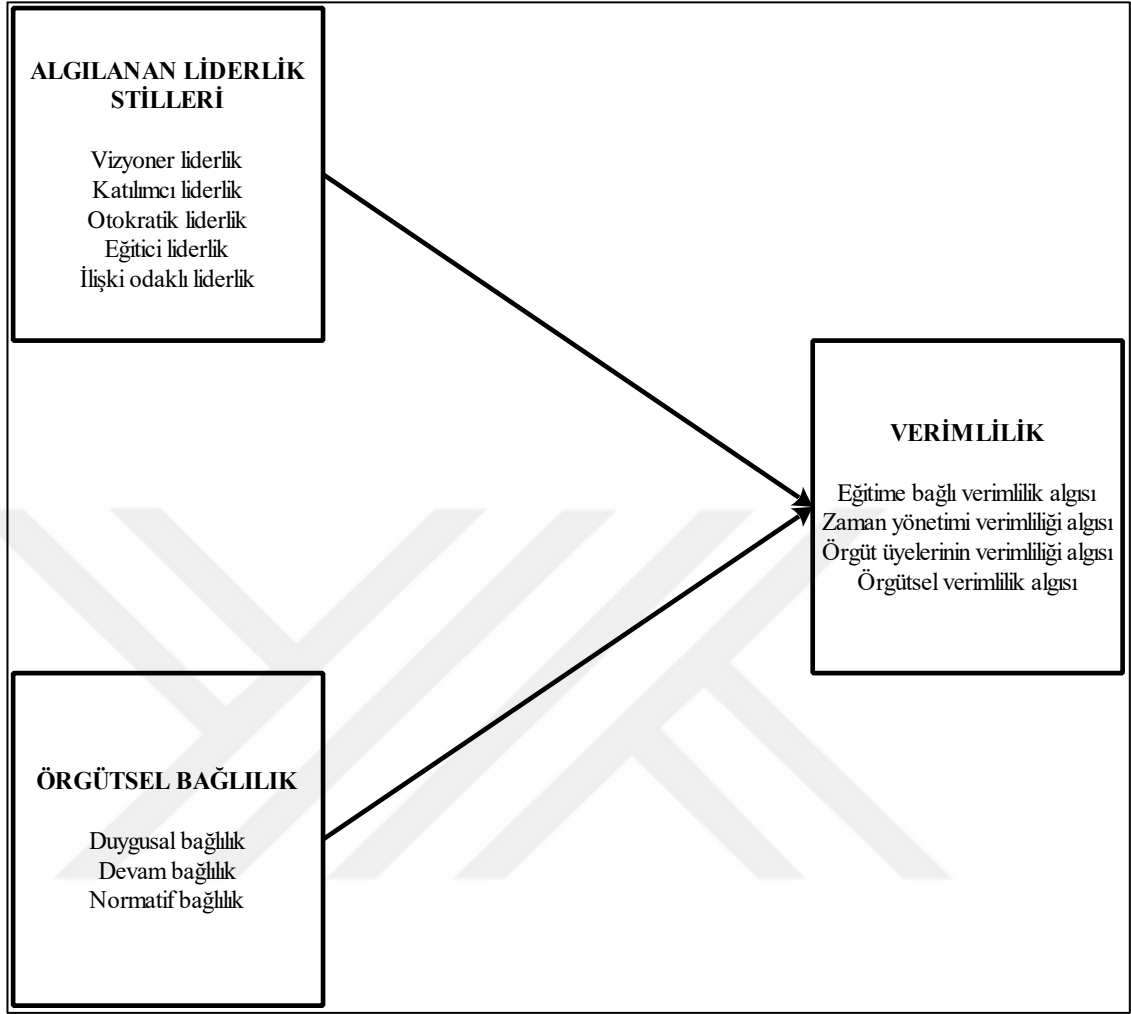 ALGILANAN LİDERLİK
STİLLERİ
Vizyoner liderlik
Katılımcı liderlik
Otokratik liderlik
Eğitici liderlik
İlişki odaklı liderlik
VERİMLİLİK
Eğitime bağlı verimlilik algısı
Zaman yönetimi verimliliği algısı
Örgüt üyelerinin verimliliği algısı
Örgütsel verimlilik algısı
ÖRGÜTSEL BAĞLILIK
Duygusal bağlılık
Devam bağlılık
Normatif bağlılık